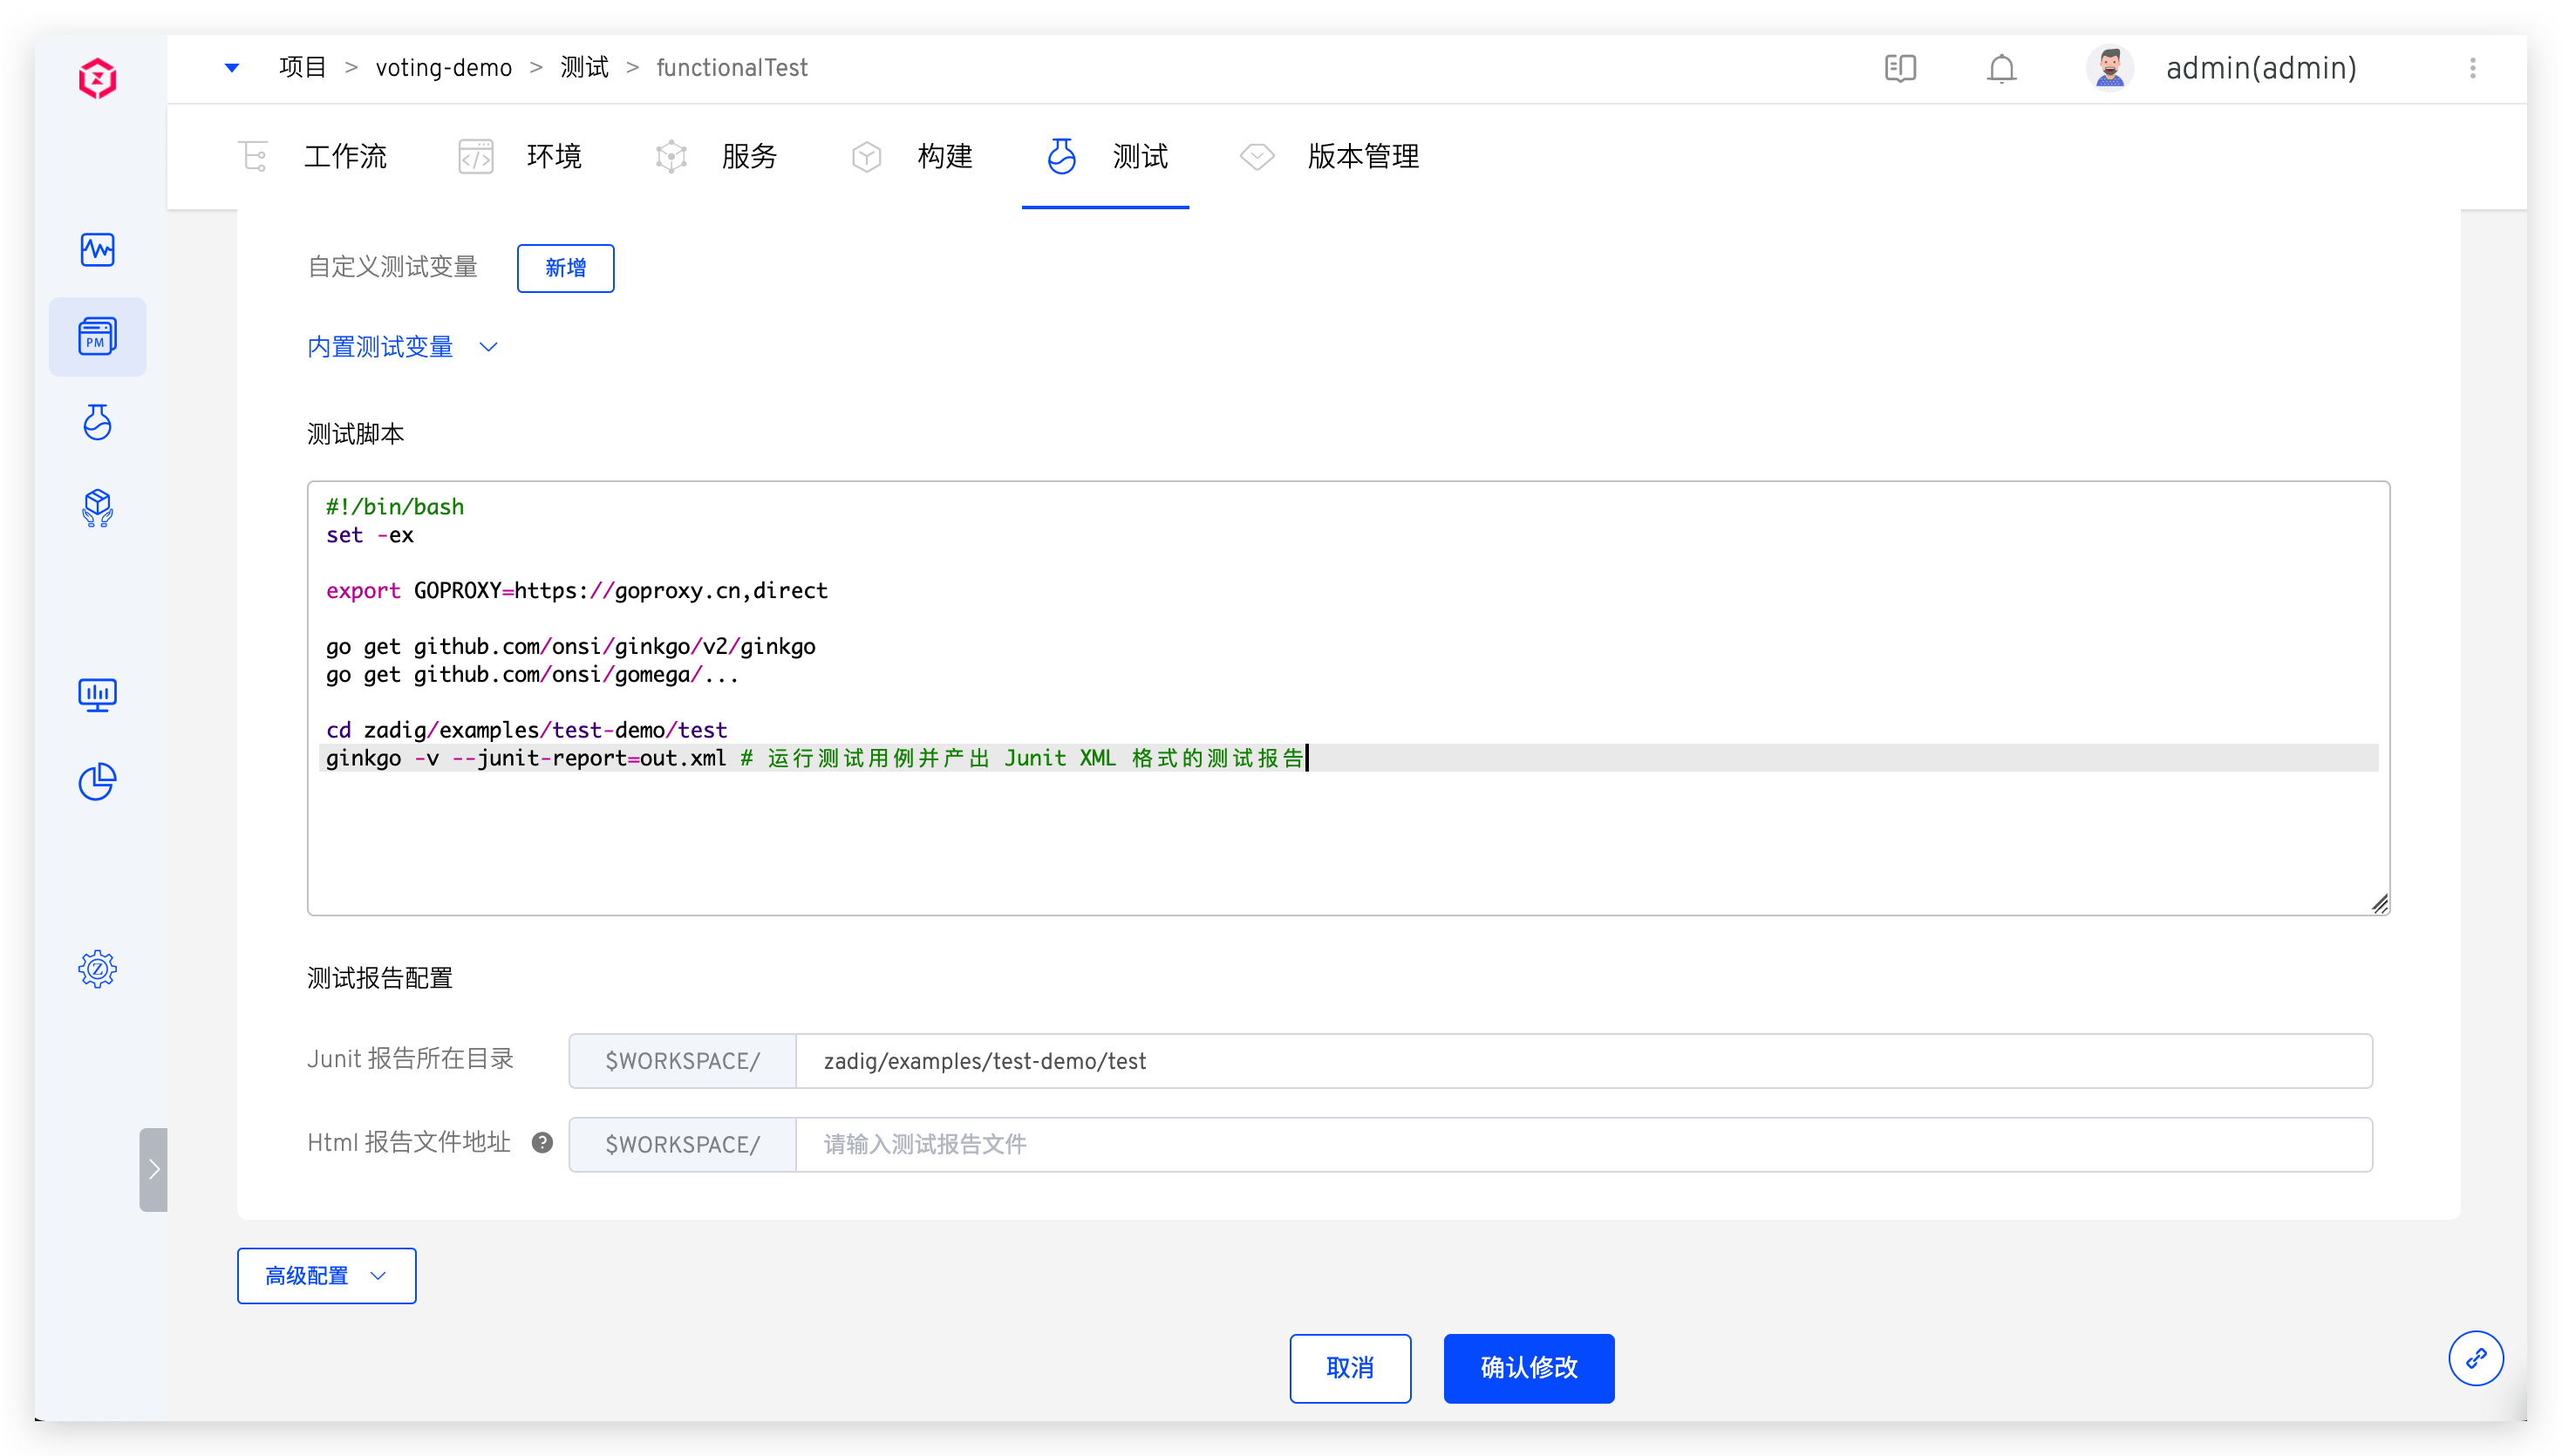 项目 > voting-demo > 测试 > functionalTest
admin(admin)
工作流 环境 服务 构建 测试 版本管理
PM
自定义测试变量 新增
内置测试变量
测试脚本
#!/bin/bash
set -ex
export GOPROXY=https://goproxy.cn,direct
go get github.com/onsi/ginkgo/v2/ginkgo
go get github.com/onsi/gomega/...
cd zadig/examples/test-demo/test
ginkgo -v --junit-report=out.xml # 运行测试用例并产出 Junit XML 格式的测试报告
测试报告配置
Junit 报告所在目录 $WORKSPACE/ zadig/examples/test-demo/test
Html 报告文件地址 ? $WORKSPACE/ 请输入测试报告文件
高级配置
取消 确认修改